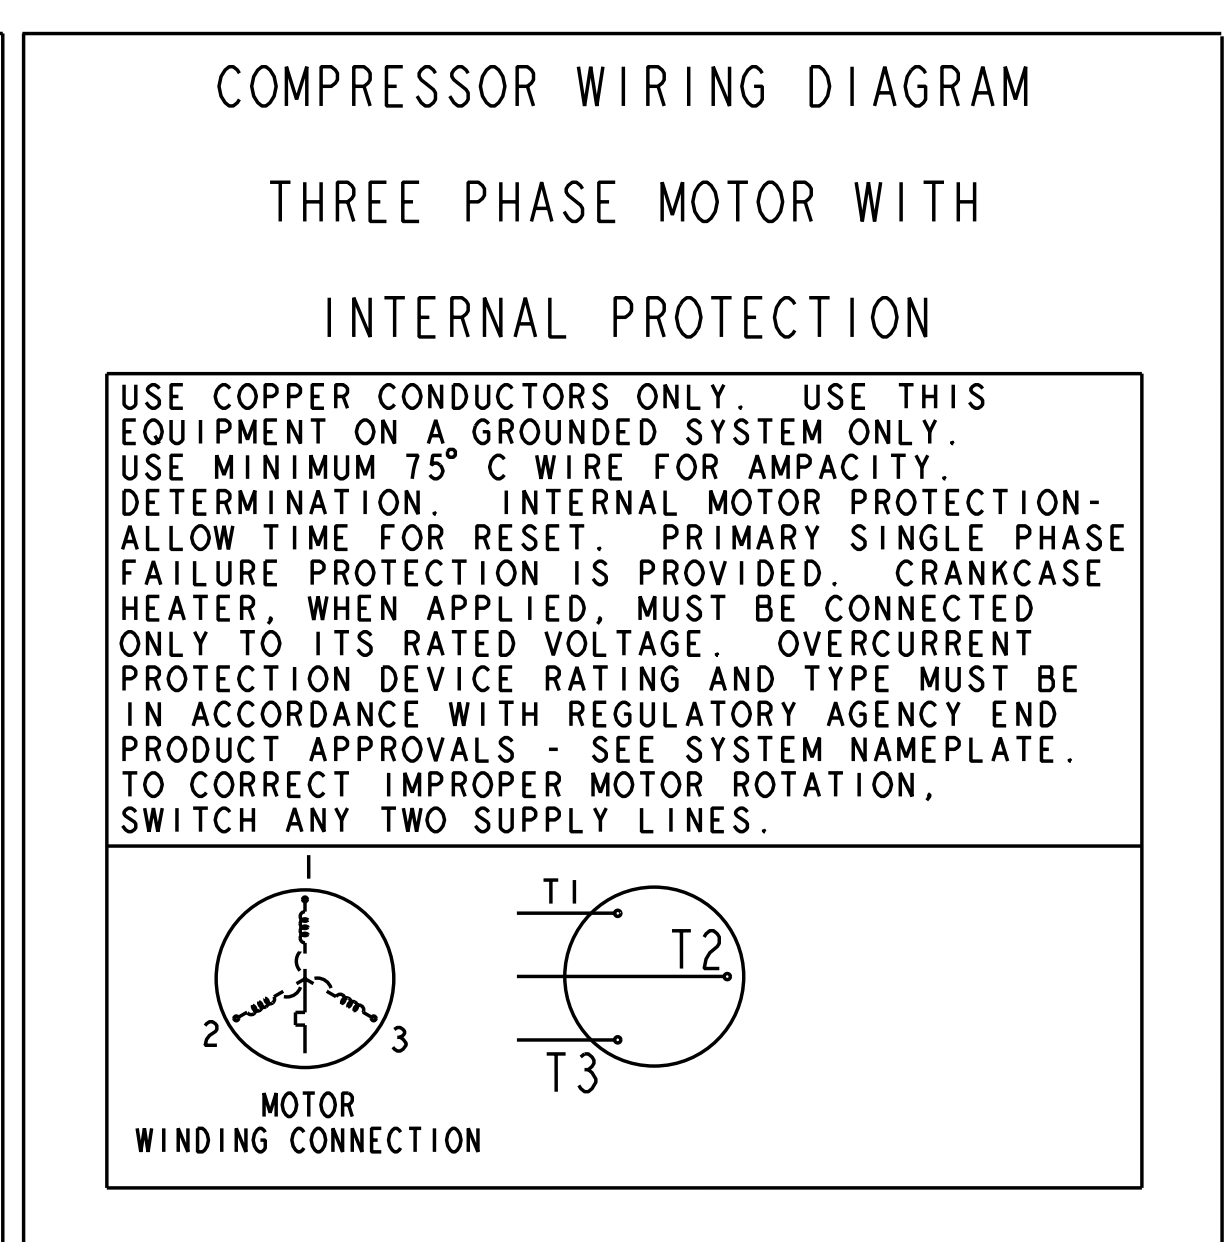 COMPRESSOR WIRING DIAGRAM
THREE PHASE MOTOR WITH
INTERNAL PROTECTION
USE COPPER CONDUCTORS ONLY. USE THIS
EQUIPMENT ON A GROUNDED SYSTEM ONLY.
USE MINIMUM 75° C WIRE FOR AMPACITY.
DETERMINATION. INTERNAL MOTOR PROTECTION-
ALLOW TIME FOR RESET. PRIMARY SINGLE PHASE
FAILURE PROTECTION IS PROVIDED. CRANKCASE
HEATER, WHEN APPLIED, MUST BE CONNECTED
ONLY TO ITS RATED VOLTAGE. OVERCURRENT
PROTECTION DEVICE RATING AND TYPE MUST BE
IN ACCORDANCE WITH REGULATORY AGENCY END
PRODUCT APPROVALS - SEE SYSTEM NAMEPLATE.
TO CORRECT IMPROPER MOTOR ROTATION,
SWITCH ANY TWO SUPPLY LINES.
1
2
3
MOTOR
WINDING CONNECTION
T1
T2
T3